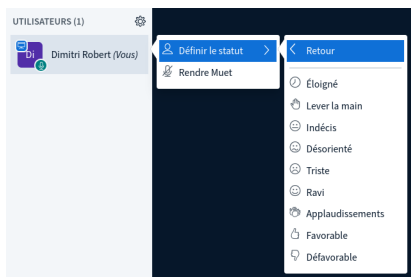 UTILISATEURS (1)
Di
Dimitri Robert (Vous)
Définir le statut
Rendre Muet
Retour
Éloigné
Lever la main
Indécis
Désorienté
Triste
Ravi
Applaudissements
Favorable
Défavorable